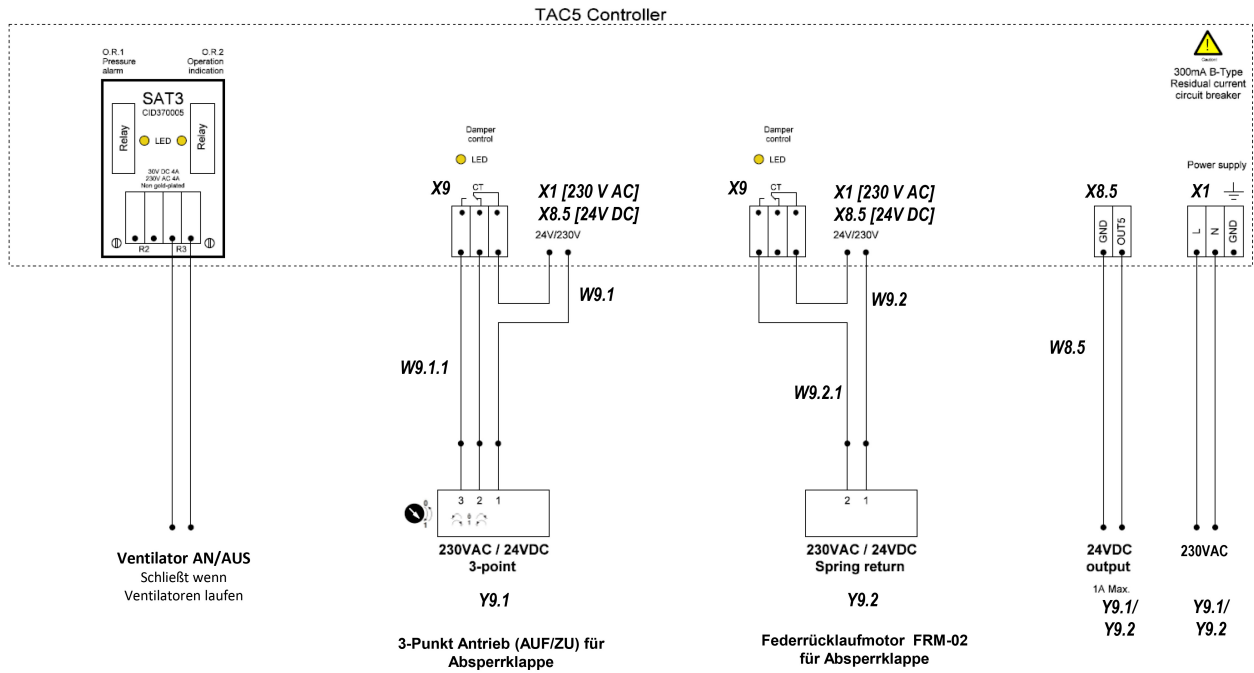 TAC5 Controller
O.R.1
Pressure
alarm
O.R.2
Operation
indication
SAT3
CID370005
Relay
LED
Relay
30V DC 4A
230V AC 4A
Non gold-plated
R2
R3
Ventilator AN/AUS
Schließt wenn
Ventilatoren laufen
Damper
control
LED
X9
CT
X1 [230 V AC]
X8.5 [24V DC]
24V/230V
W9.1
W9.1.1
3 2 1
0
1
0
1
230VAC / 24VDC
3-point
Y9.1
3-Punkt Antrieb (AUF/ZU) für
Absperrklappe
Damper
control
LED
X9
CT
X1 [230 V AC]
X8.5 [24V DC]
24V/230V
W9.2
W9.2.1
2 1
230VAC / 24VDC
Spring return
Y9.2
Federrücklaufmotor FRM-02
für Absperrklappe
Caution!
300mA B-Type
Residual current
circuit breaker
Power supply
X8.5
GND
OUT5
W8.5
24VDC
output
1A Max.
Y9.1/
Y9.2
X1
L
N
GND
230VAC
Y9.1/
Y9.2